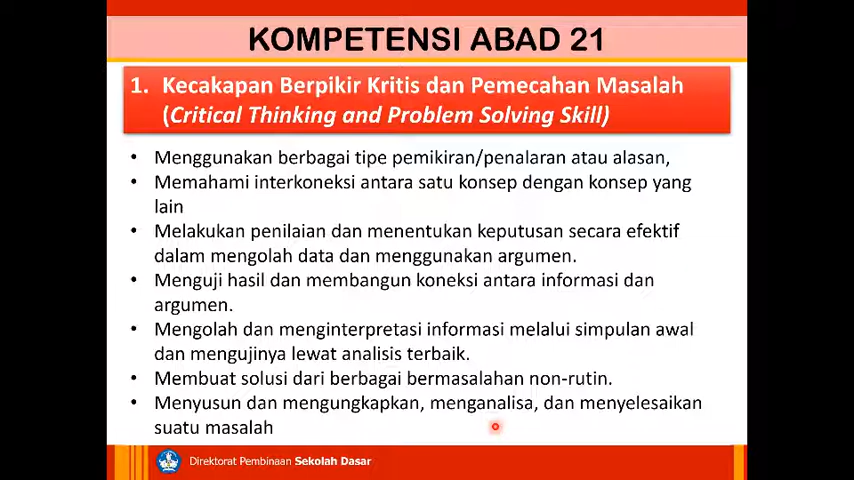 KOMPETENSI ABAD 21
1. Kecakapan Berpikir Kritis dan Pemecahan Masalah
(Critical Thinking and Problem Solving Skill)
• Menggunakan berbagai tipe pemikiran/penalaran atau alasan,
• Memahami interkoneksi antara satu konsep dengan konsep yang
lain
• Melakukan penilaian dan menentukan keputusan secara efektif
dalam mengolah data dan menggunakan argumen.
• Menguji hasil dan membangun koneksi antara informasi dan
argumen.
• Mengolah dan menginterpretasi informasi melalui simpulan awal
dan mengujinya lewat analisis terbaik.
• Membuat solusi dari berbagai bermasalahan non-rutin.
• Menyusun dan mengungkapkan, menganalisa, dan menyelesaikan
suatu masalah
Direktorat Pembinaan Sekolah Dasar